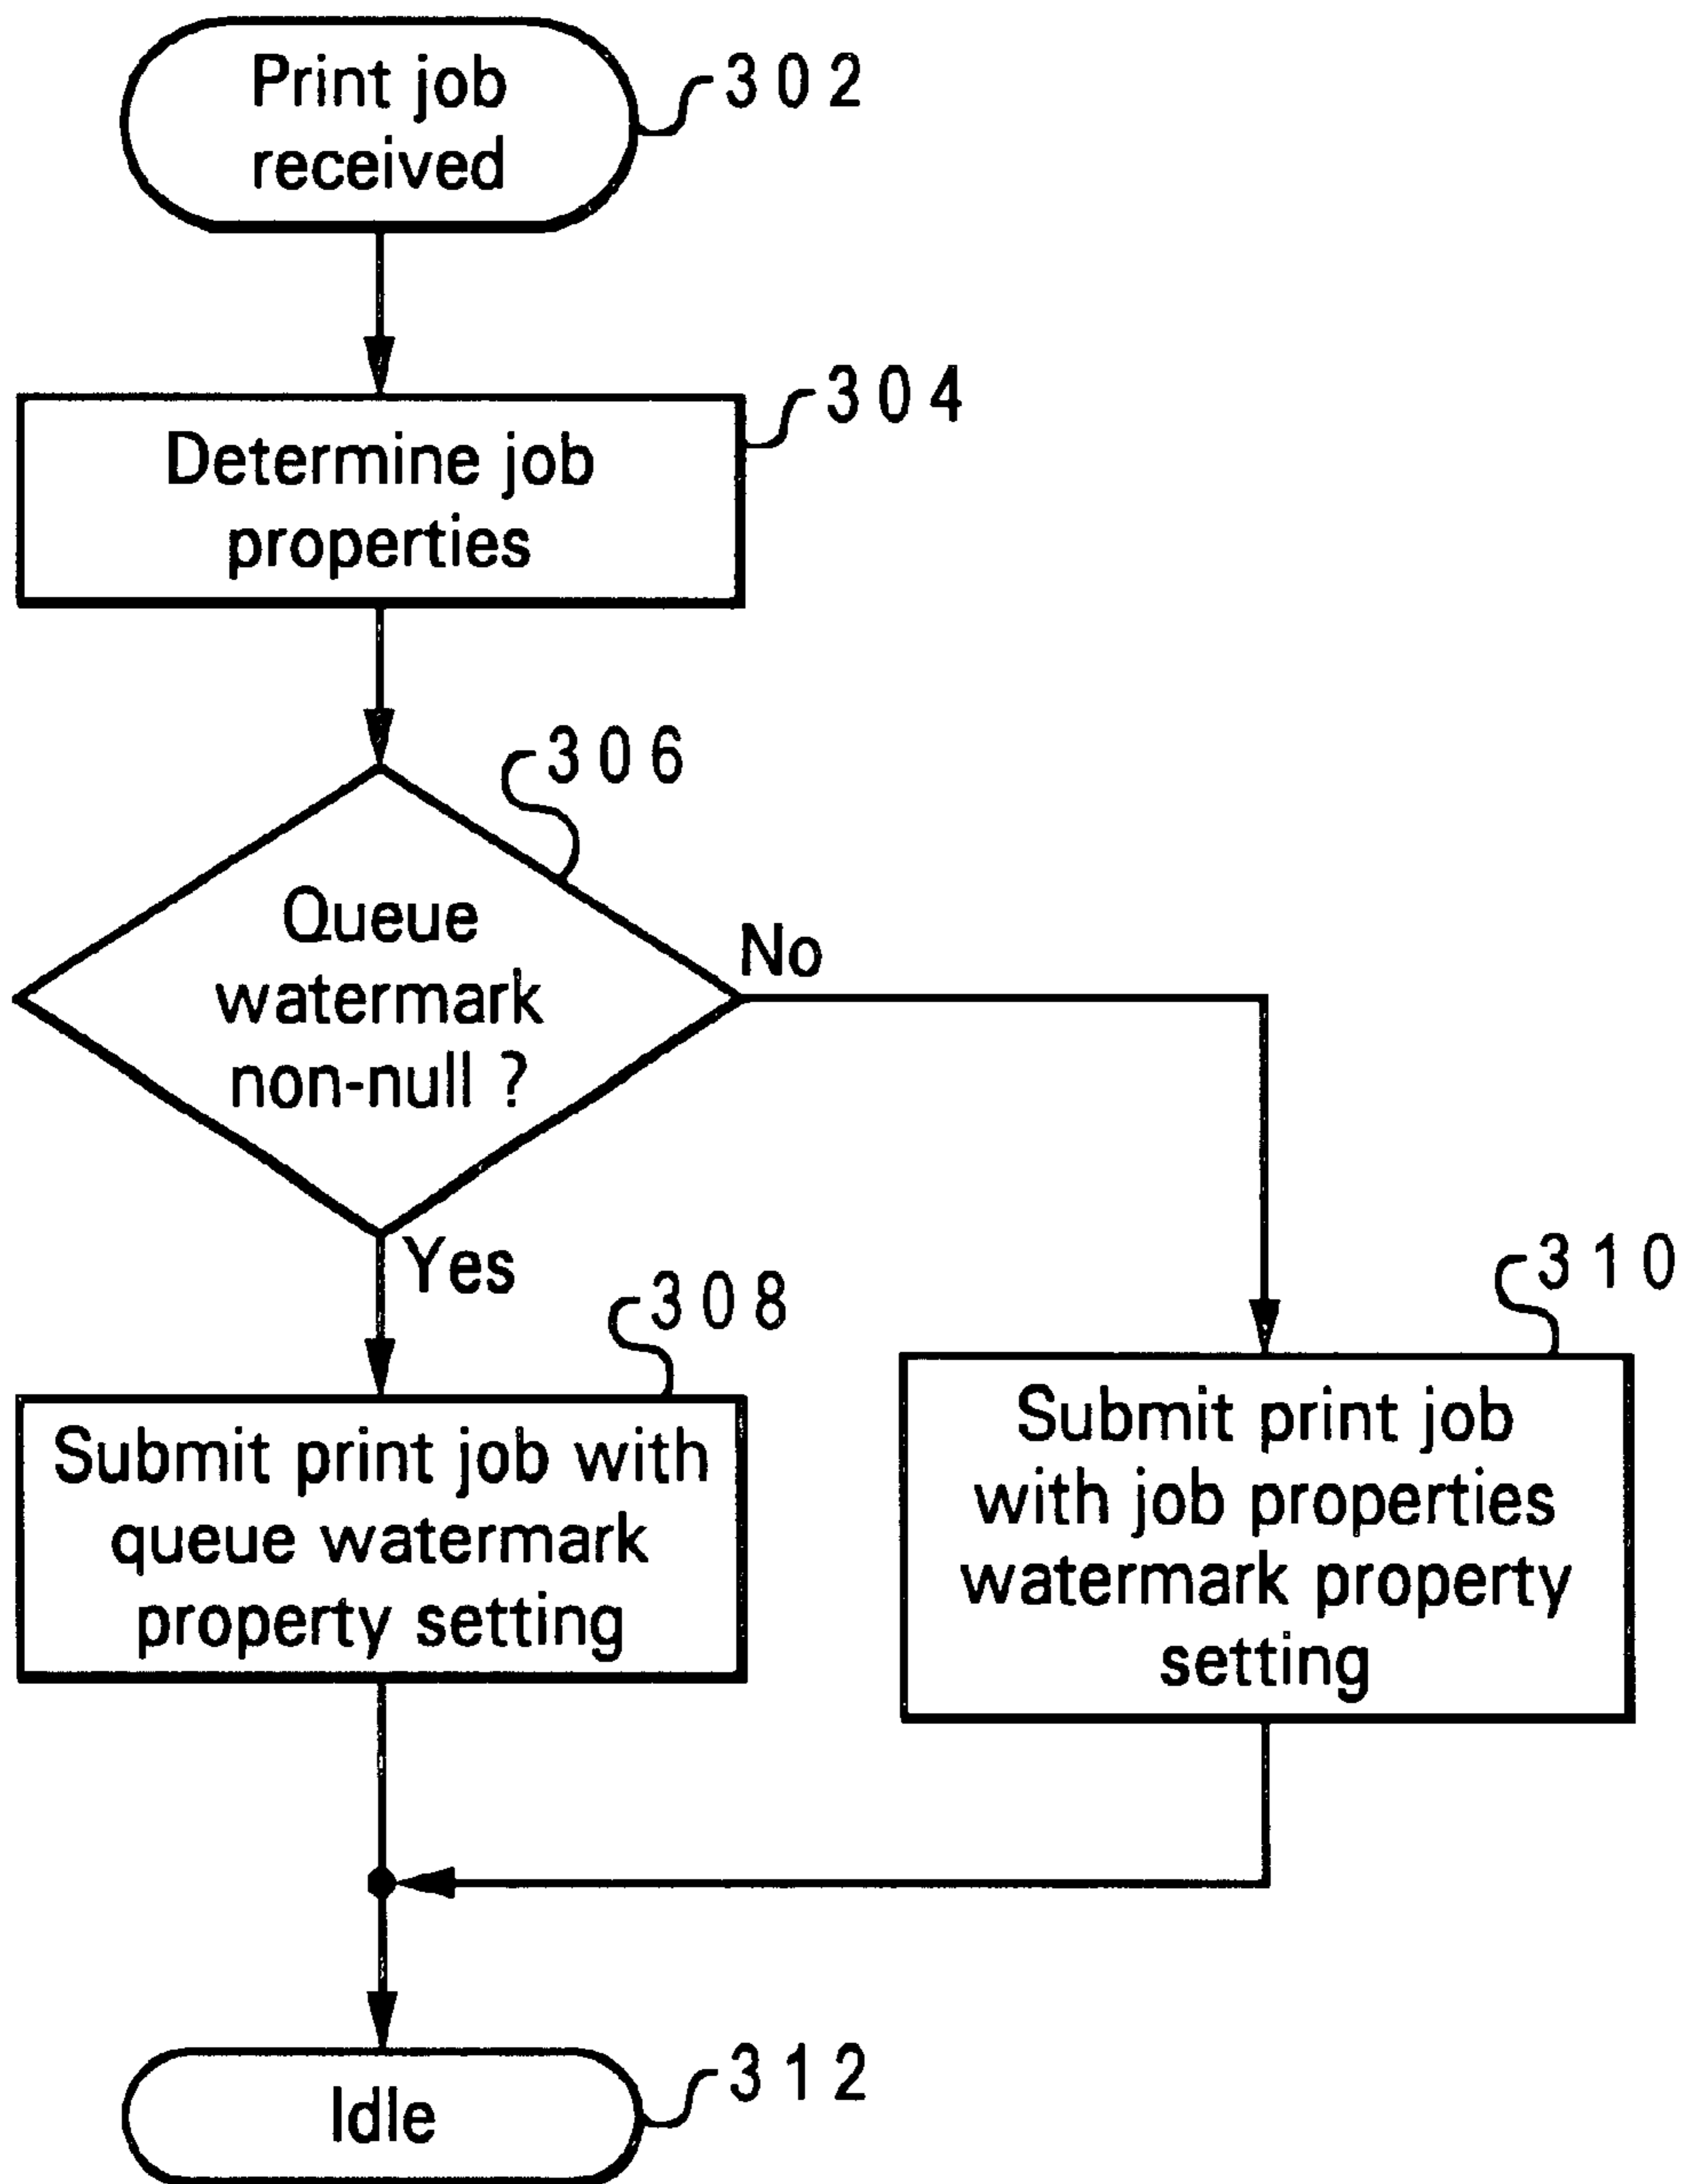 Print job
received
302
Determine job
properties
304
306
Queue
watermark
non-null ?
No
Yes
308
Submit print job with
queue watermark
property setting
310
Submit print job
with job properties
watermark property
setting
Idle
312